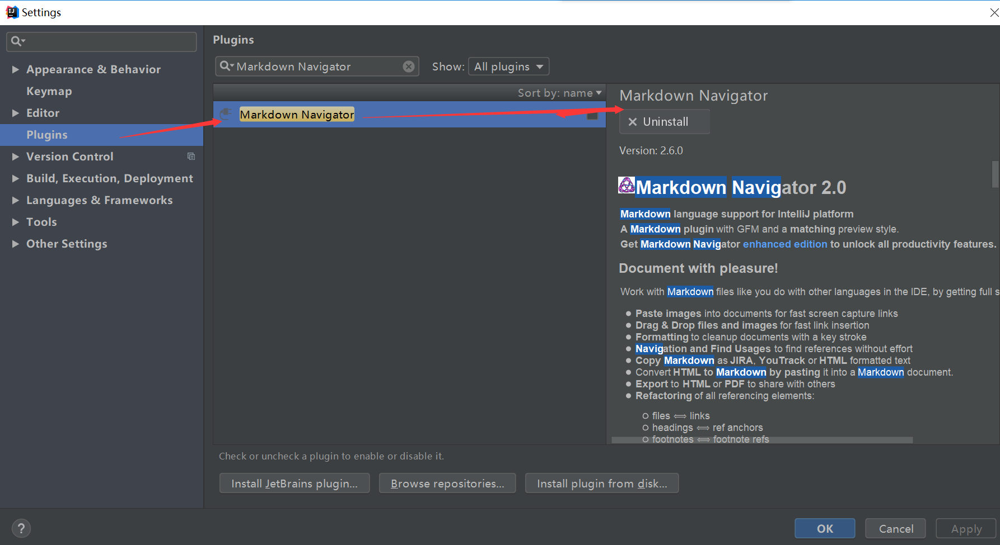 Settings
Appearance & Behavior
Keymap
Editor
Plugins
Version Control
Build, Execution, Deployment
Languages & Frameworks
Tools
Other Settings
Plugins
Markdown Navigator
Show: All plugins
Sort by: name
Markdown Navigator
Markdown Navigator
Uninstall
Version: 2.6.0
Markdown Navigator 2.0
Markdown language support for IntelliJ platform
A Markdown plugin with GFM and a matching preview style.
Get Markdown Navigator enhanced edition to unlock all productivity features.
Document with pleasure!
Work with Markdown files like you do with other languages in the IDE, by getting full s
Paste images into documents for fast screen capture links
Drag & Drop files and images for fast link insertion
Formatting to cleanup documents with a key stroke
Navigation and Find Usages to find references without effort
Copy Markdown as JIRA, YouTrack or HTML formatted text
Convert HTML to Markdown by pasting it into a Markdown document.
Export to HTML or PDF to share with others
Refactoring of all referencing elements:
files ⟺ links
headings ⟺ ref anchors
footnotes ⟺ footnote refs
Check or uncheck a plugin to enable or disable it.
Install JetBrains plugin...
Browse repositories...
Install plugin from disk...
?
OK
Cancel
Apply